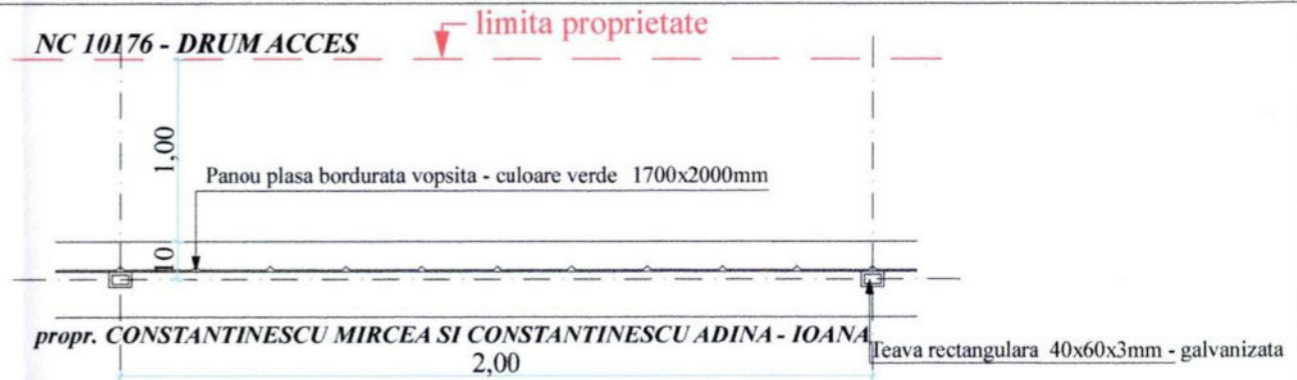 limita proprietate
NC 10176 - DRUM ACCES
1,00
Panou plasa bordurata vopsita - culoare verde 1700x2000mm
10
propr. CONSTANTINESCU MIRCEA SI CONSTANTINESCU ADINA - IOANA
Teava rectangulara 40x60x3mm - galvanizata
2,00